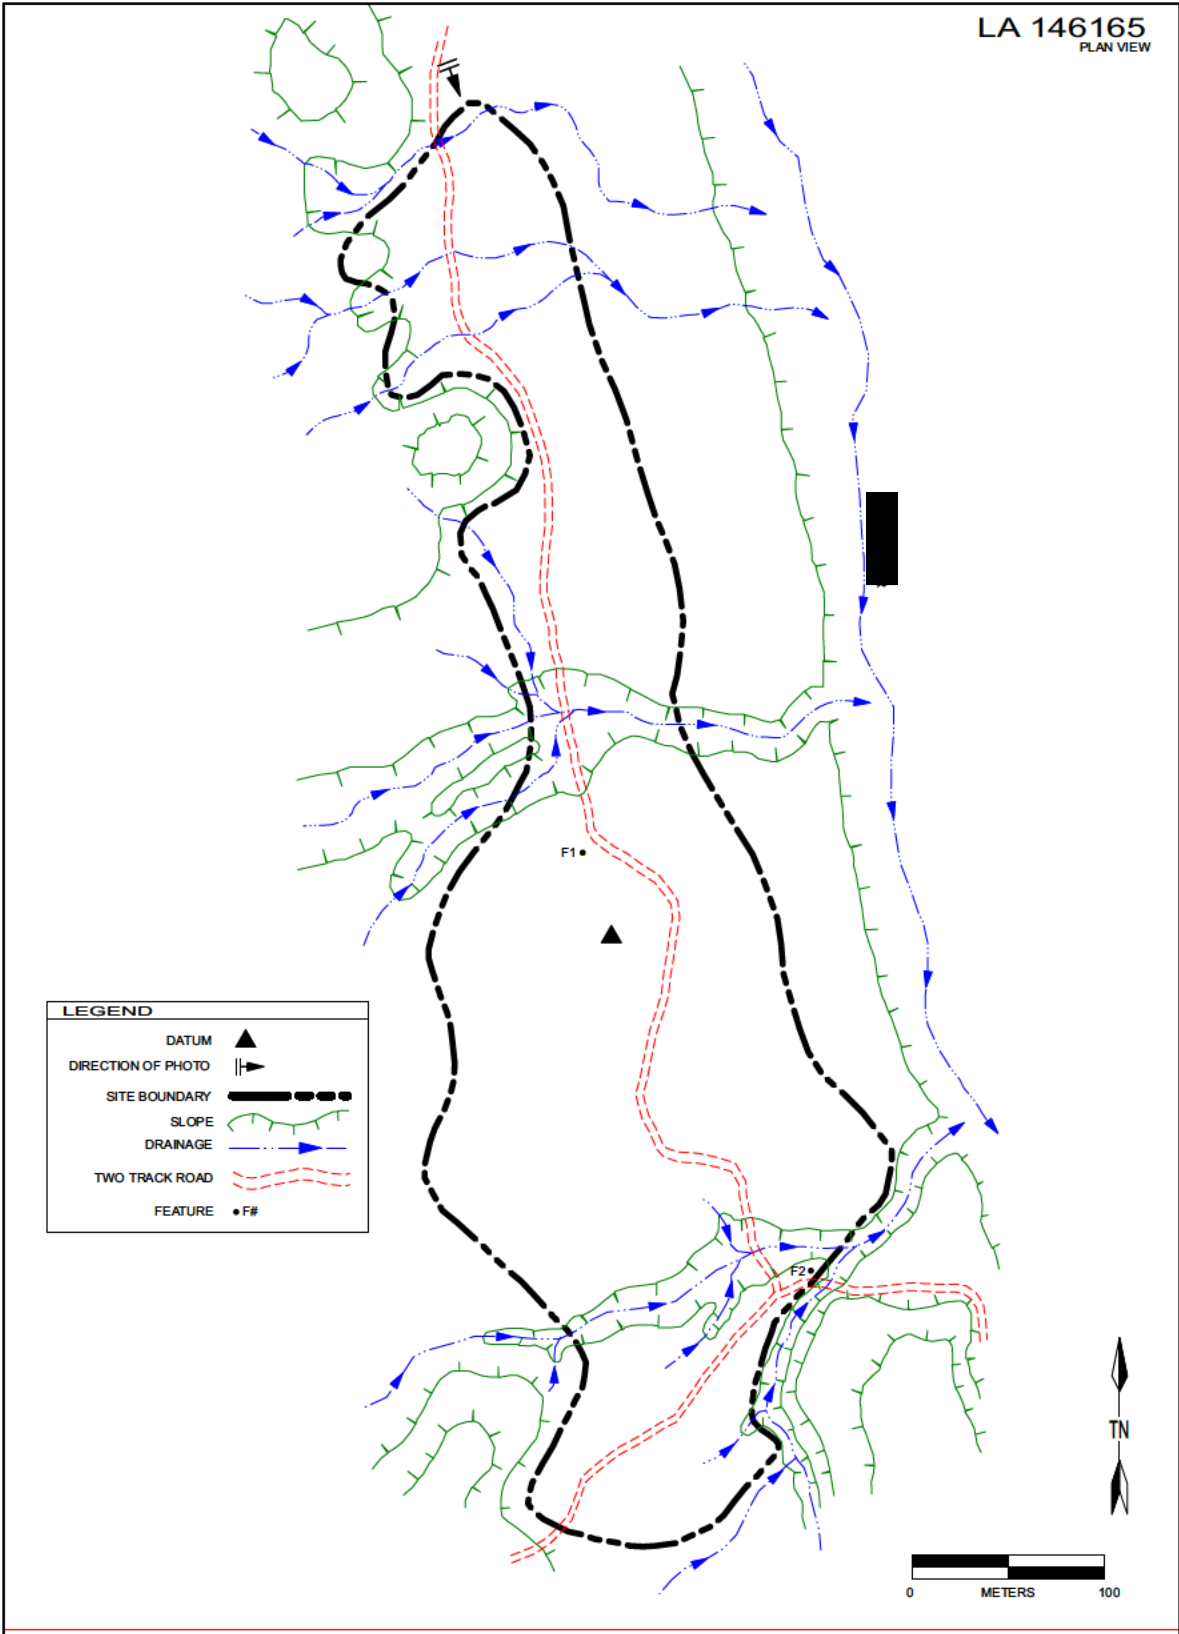 LA 146165
PLAN VIEW
F1
LEGEND
DATUM
DIRECTION OF PHOTO
SITE BOUNDARY
SLOPE
DRAINAGE
TWO TRACK ROAD
FEATURE F#
F2
TN
0 METERS 100